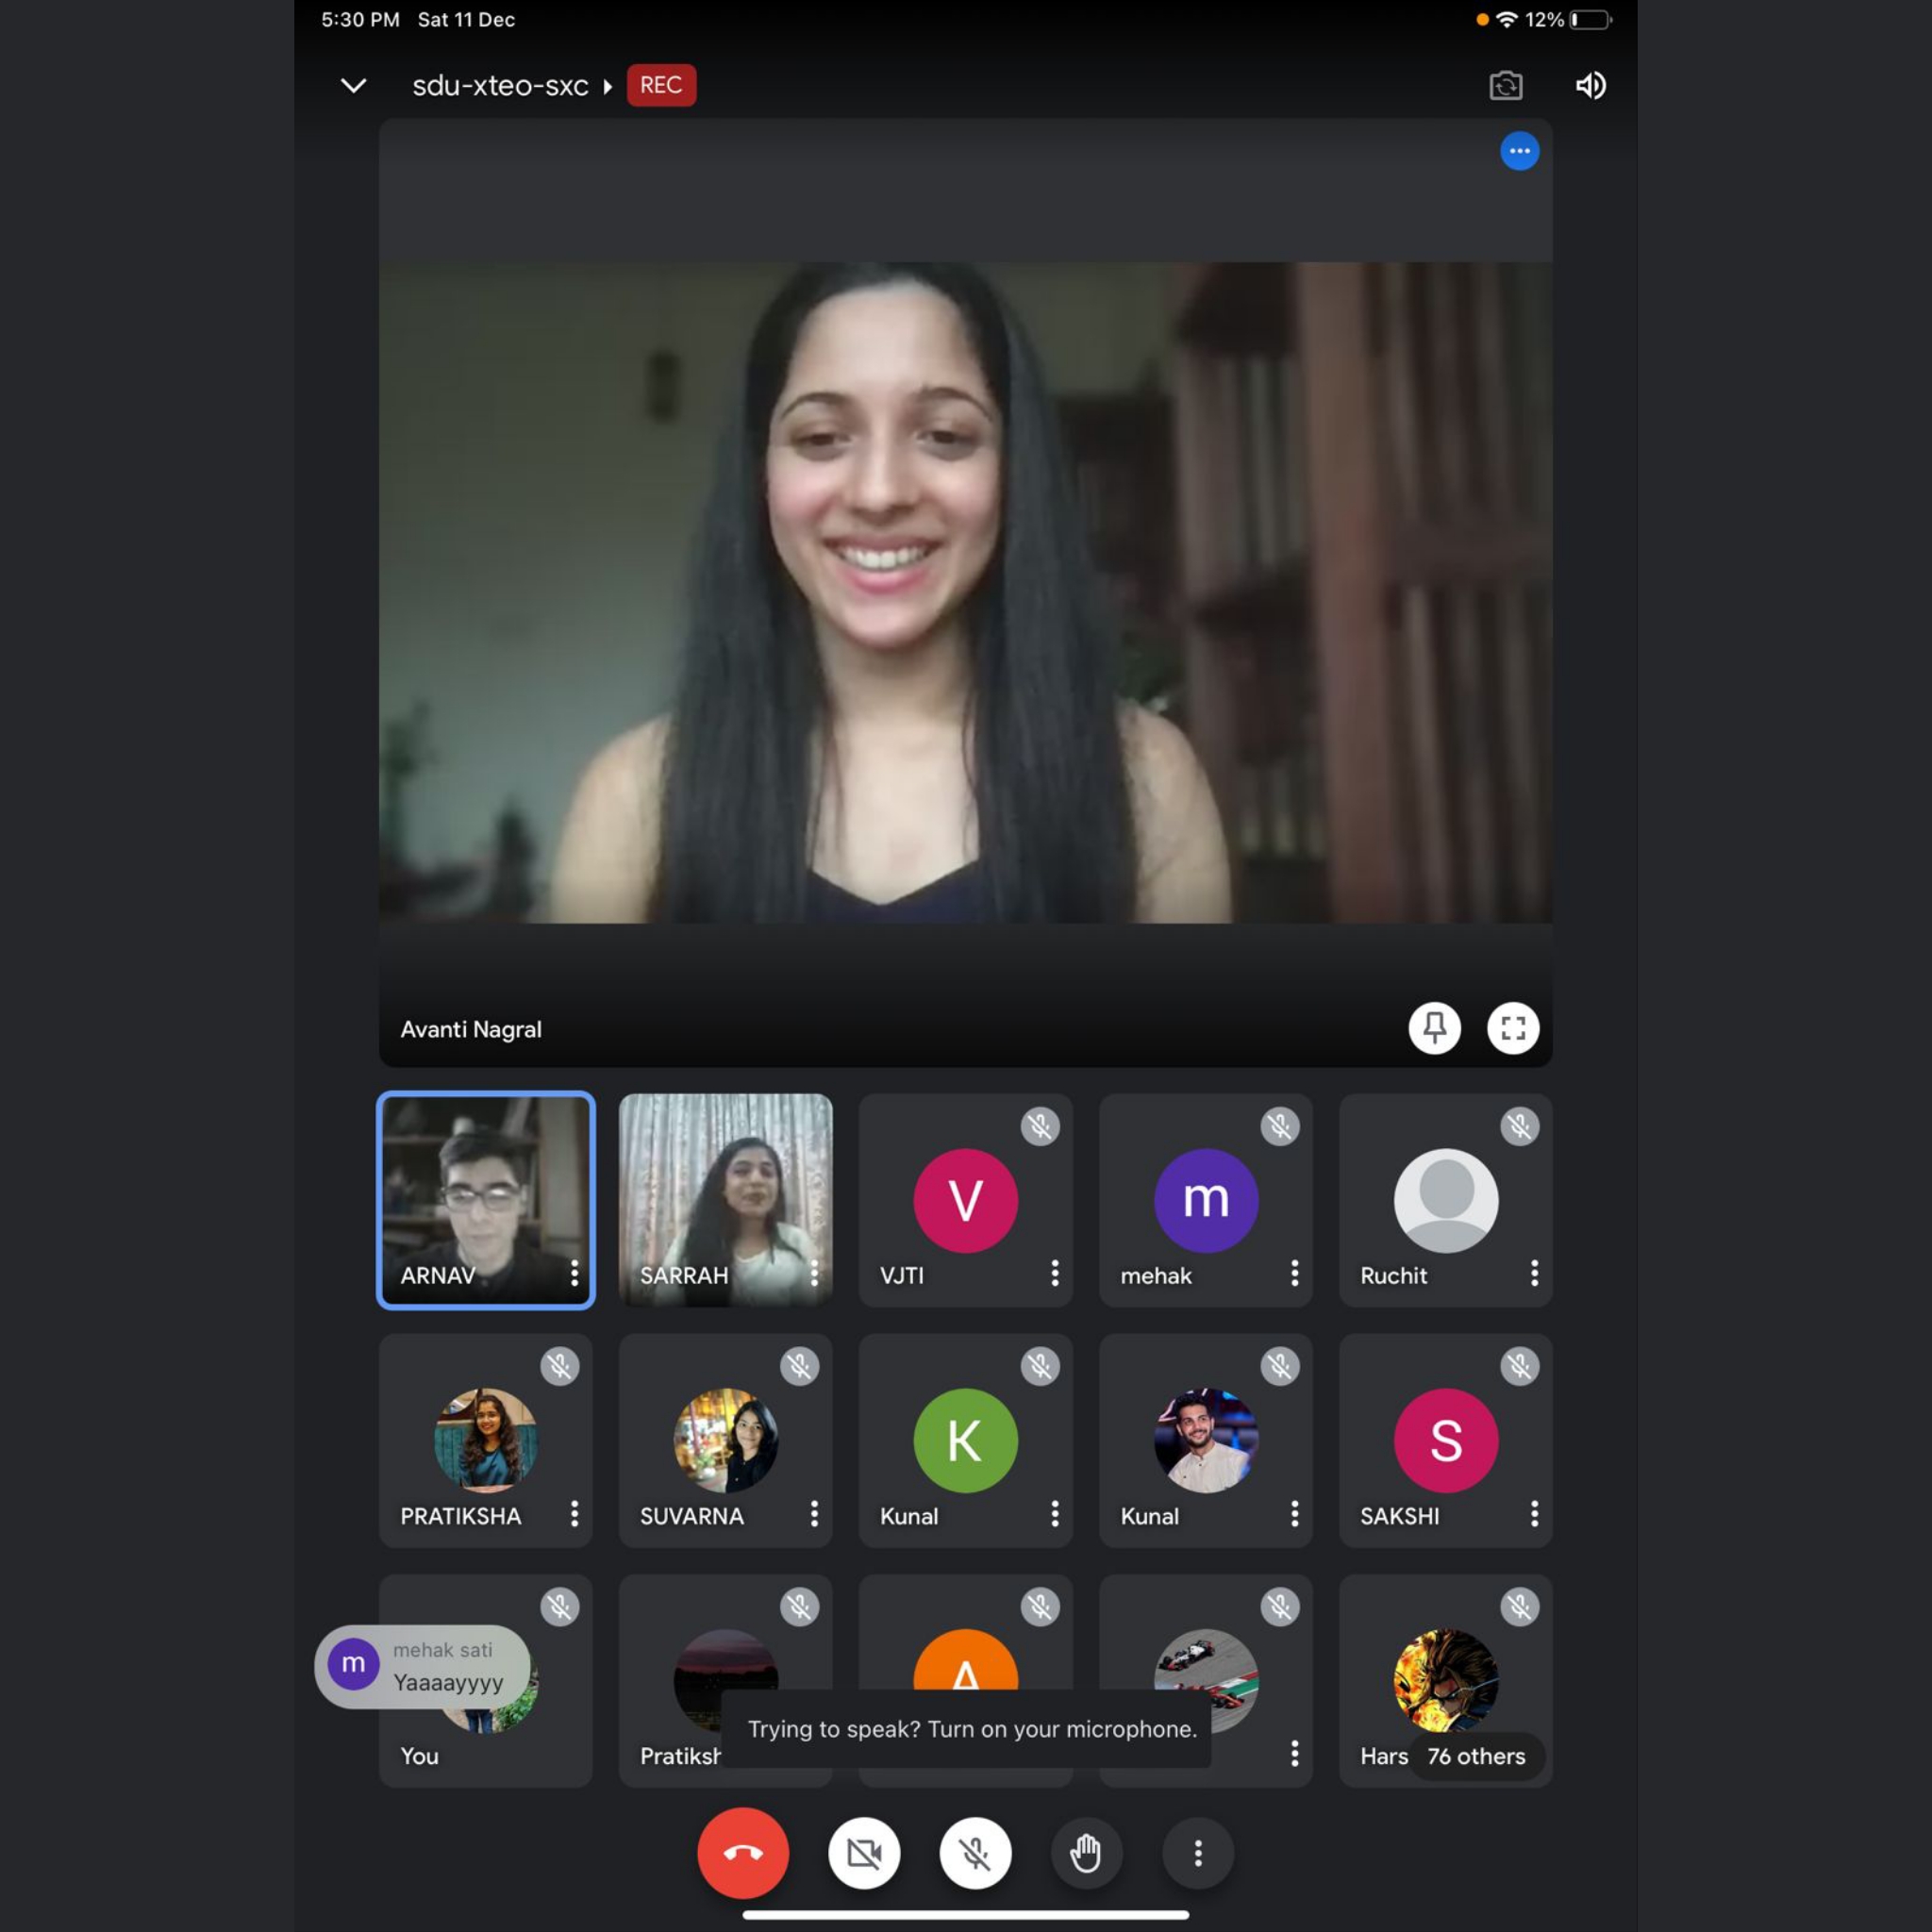 5:30 PM Sat 11 Dec
12%
sdu-xteo-sxc
REC
Avanti Nagral
ARNAV
SARRAH
V
VJTI
m
mehak
Ruchit
PRATIKSHA
SUVARNA
K
Kunal
Kunal
S
SAKSHI
m
mehak sati
Yaaaayyyy
You
Pratiksh
A
Trying to speak? Turn on your microphone.
Hars
76 others